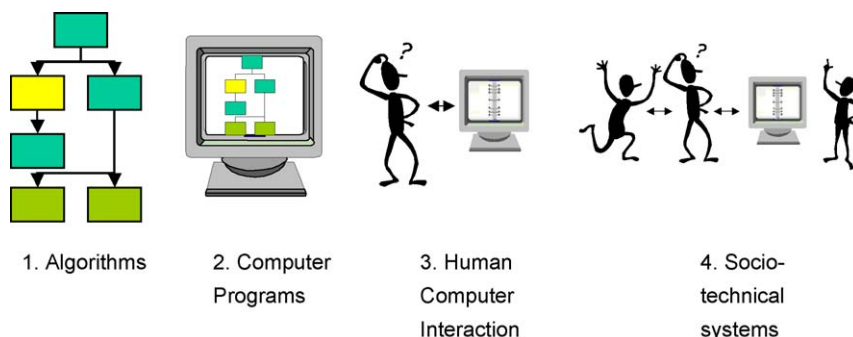 ?
?
1. Algorithms
2. Computer
Programs
3. Human
Computer
Interaction
4. Socio-
technical
systems